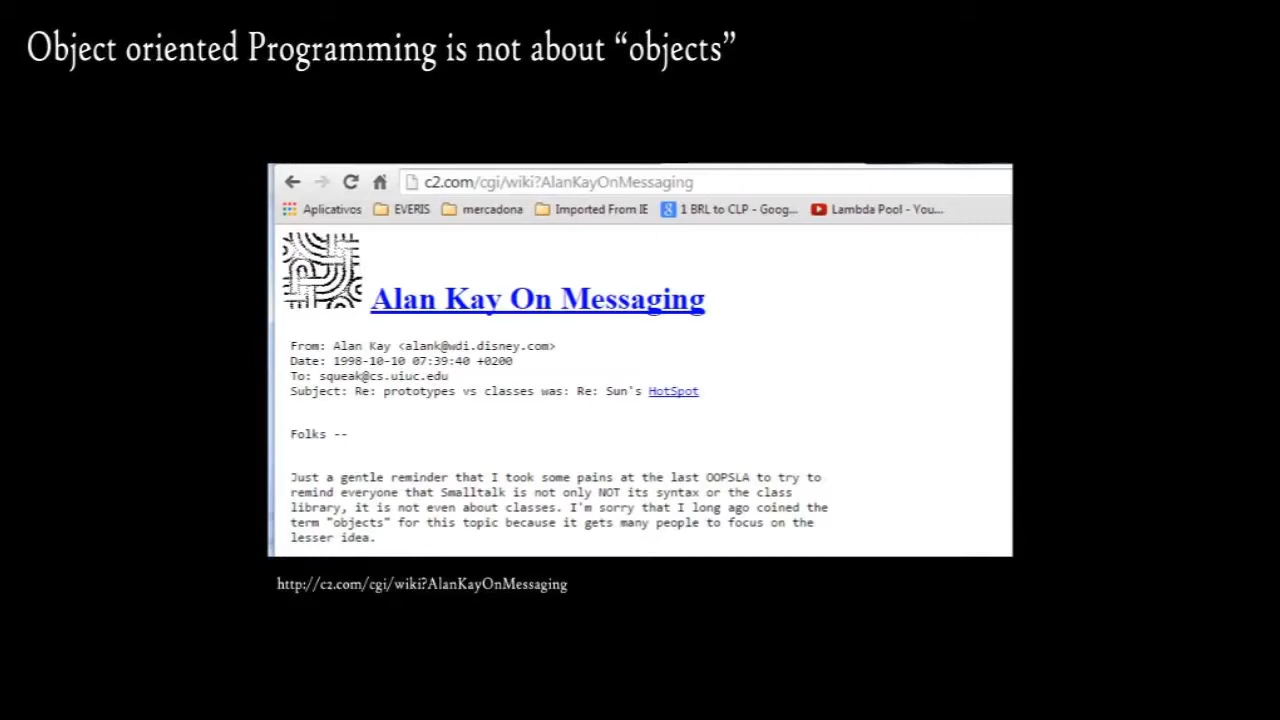 Object oriented Programming is not about “objects”
c2.com/cgi/wiki?AlanKayOnMessaging
Aplicativos EVERIS mercadona Imported From IE 1 BRL to CLP - Goog... Lambda Pool - You...
Alan Kay On Messaging
From: Alan Kay <alank@wdi.disney.com>
Date: 1998-10-10 07:39:40 +0200
To: squeak@cs.uiuc.edu
Subject: Re: prototypes vs classes was: Re: Sun's HotSpot
Folks --
Just a gentle reminder that I took some pains at the last OOPSLA to try to
remind everyone that Smalltalk is not only NOT its syntax or the class
library, it is not even about classes. I'm sorry that I long ago coined the
term "objects" for this topic because it gets many people to focus on the
lesser idea.
http://c2.com/cgi/wiki?AlanKayOnMessaging